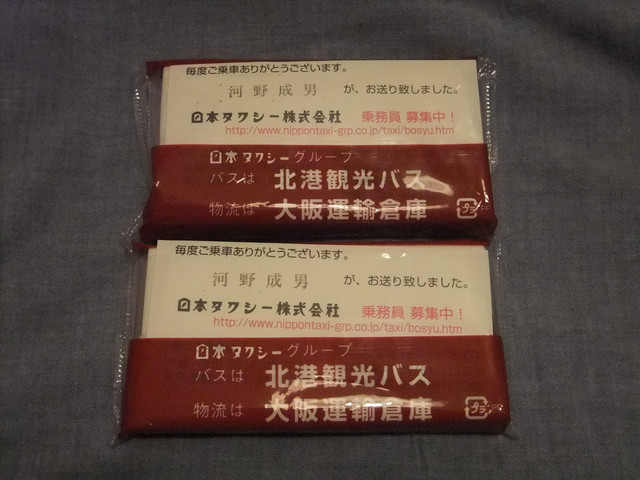 毎度ご乗車ありがとうございます。
河野成男 が、お送り致しました。
日本タクシー株式会社 乗務員 募集中！
http://www.nippontaxi-grp.co.jp/taxi/bosyu.htm
日本タクシーグループ
バスは 北港観光バス
物流は 大阪運輸倉庫
プラ PP
毎度ご乗車ありがとうございます。
河野成男 が、お送り致しました。
日本タクシー株式会社 乗務員 募集中！
http://www.nippontaxi-grp.co.jp/taxi/bosyu.htm
日本タクシーグループ
バスは 北港観光バス
物流は 大阪運輸倉庫
プラ PP